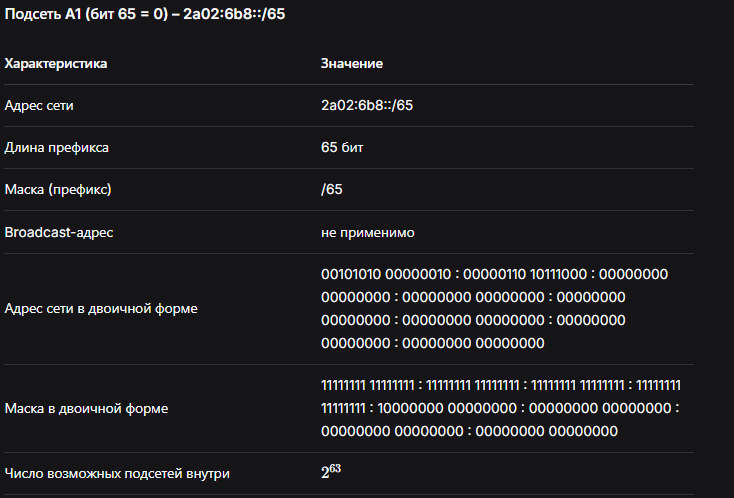 Подсеть A1 (бит 65 = 0) – 2a02:6b8::/65
Характеристика Значение
Адрес сети 2a02:6b8::/65
Длина префикса 65 бит
Маска (префикс) /65
Broadcast-адрес не применимо
Адрес сети в двоичной форме
00101010 00000010 : 00000110 10111000 : 00000000
00000000 : 00000000 00000000 : 00000000
00000000 : 00000000 00000000 : 00000000
00000000 : 00000000 00000000
Маска в двоичной форме
11111111 11111111 : 11111111 11111111 : 11111111 11111111 : 11111111
11111111 : 10000000 00000000 : 00000000 00000000 :
00000000 00000000 : 00000000 00000000
Число возможных подсетей внутри 2⁶³